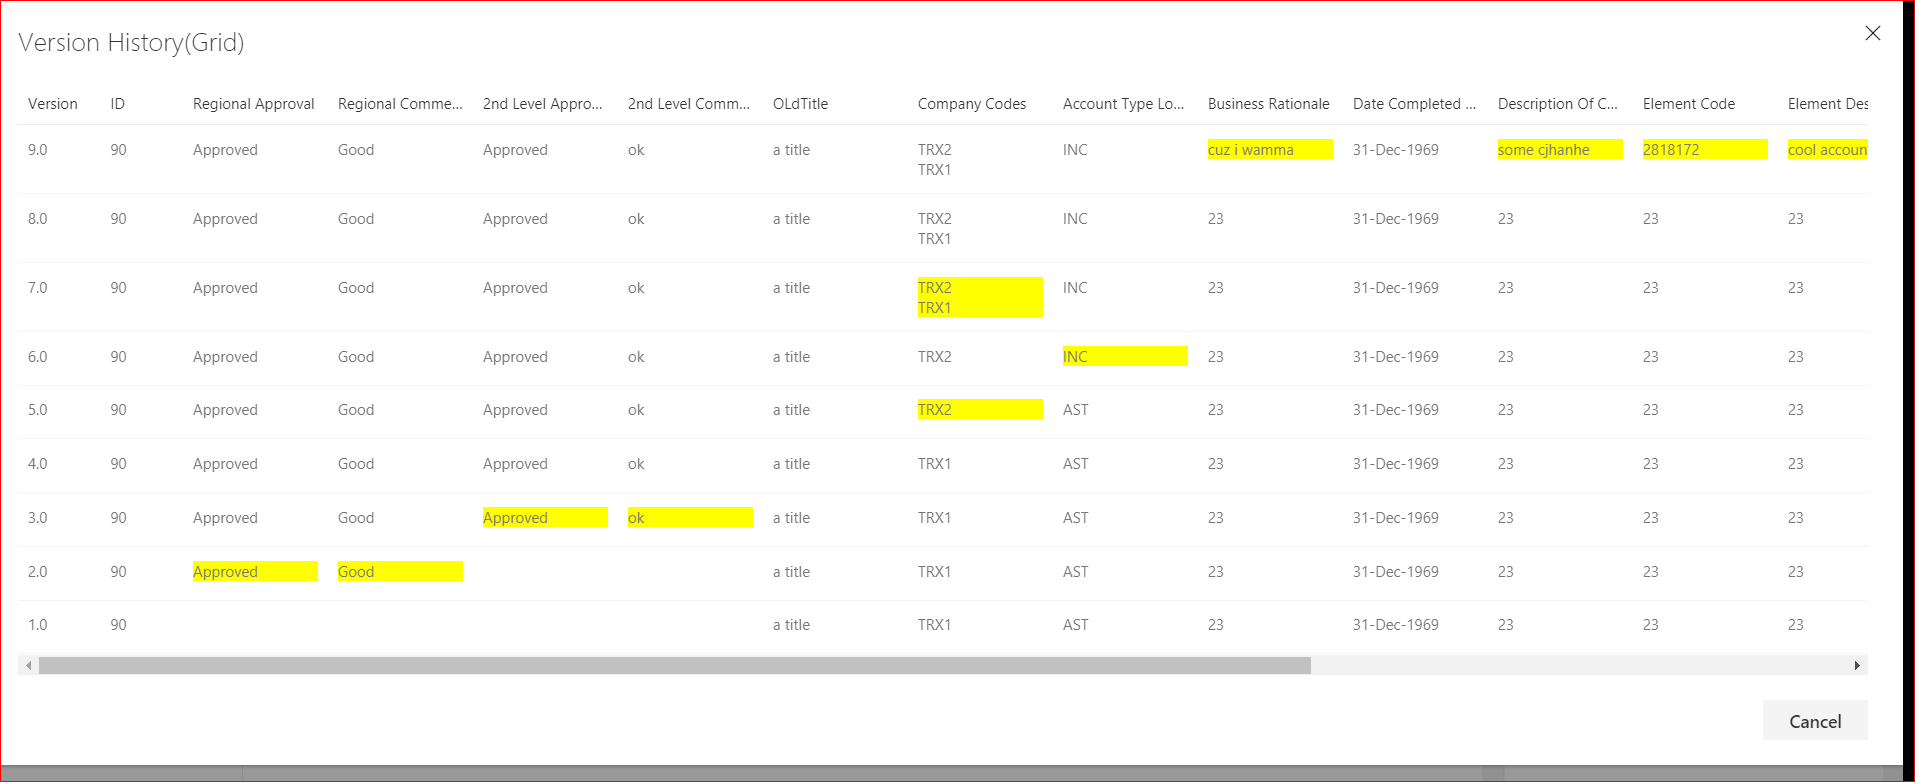 Version History(Grid)
Version ID Regional Approval Regional Comme... 2nd Level Appro... 2nd Level Comm... OLdTitle Company Codes Account Type Lo... Business Rationale Date Completed ... Description Of C... Element Code Element Des
9.0 90 Approved Good Approved ok a title TRX2 INC cuz i wamma 31-Dec-1969 some cjhanhe 2818172 cool accoun
TRX1
8.0 90 Approved Good Approved ok a title TRX2 INC 23 31-Dec-1969 23 23 23
TRX1
7.0 90 Approved Good Approved ok a title TRX2 INC 23 31-Dec-1969 23 23 23
TRX1
6.0 90 Approved Good Approved ok a title TRX2 INC 23 31-Dec-1969 23 23 23
5.0 90 Approved Good Approved ok a title TRX2 AST 23 31-Dec-1969 23 23 23
4.0 90 Approved Good Approved ok a title TRX1 AST 23 31-Dec-1969 23 23 23
3.0 90 Approved Good Approved ok a title TRX1 AST 23 31-Dec-1969 23 23 23
2.0 90 Approved Good a title TRX1 AST 23 31-Dec-1969 23 23 23
1.0 90 a title TRX1 AST 23 31-Dec-1969 23 23 23
Cancel